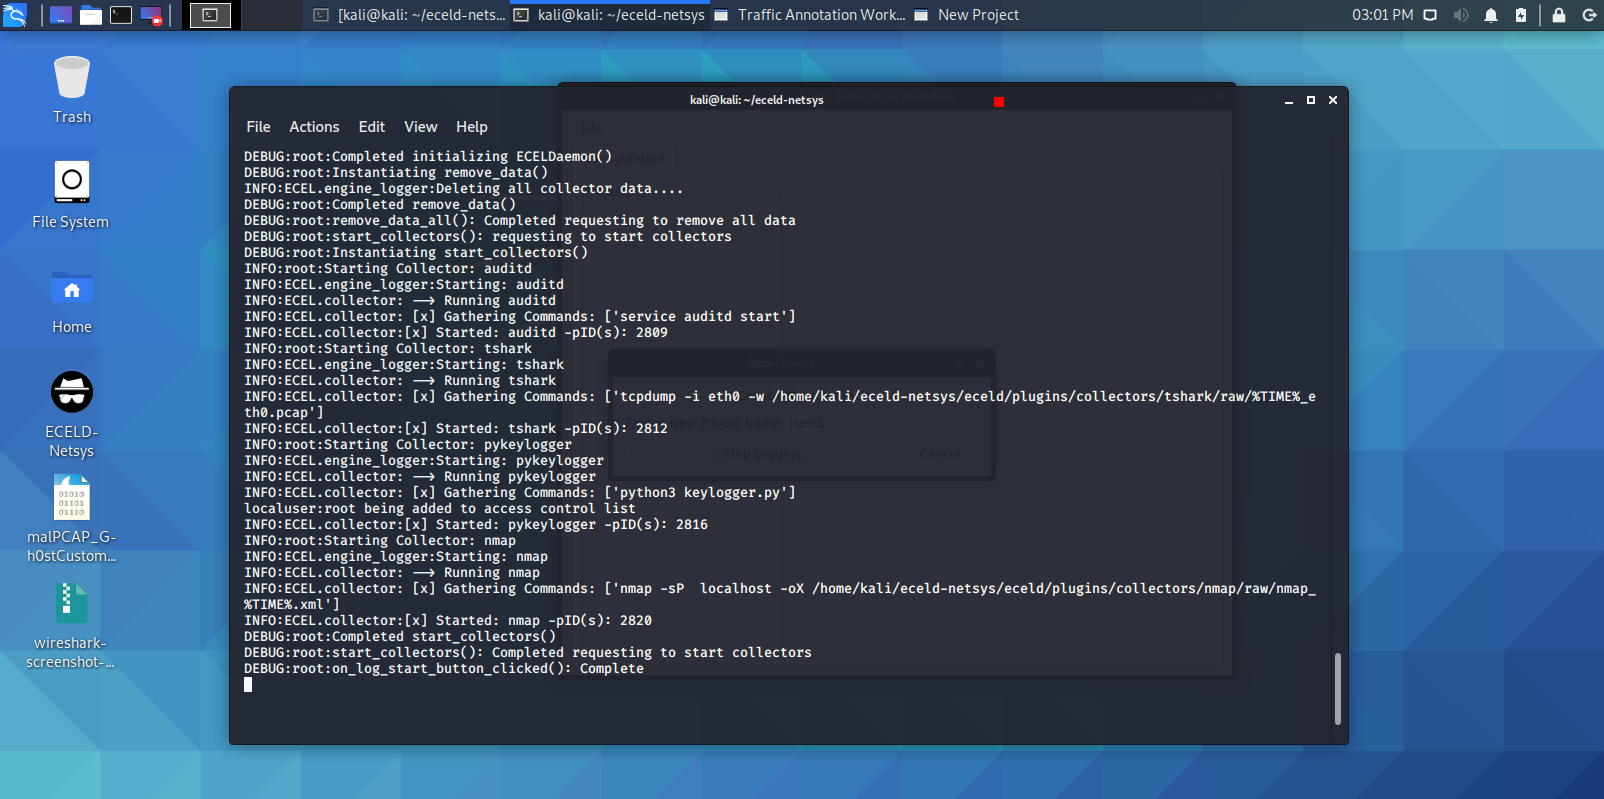 [kali@kali: ~/eceld-nets...
kali@kali: ~/eceld-netsys
Traffic Annotation Work...
New Project
03:01 PM
Trash
File System
Home
ECELD-
Netsys
malPCAP_G-
h0stCustom...
wireshark-
screenshot-...
kali@kali: ~/eceld-netsys
File Actions Edit View Help
DEBUG:root:Completed initializing ECELDaemon()
DEBUG:root:Instantiating remove_data()
INFO:ECEL.engine_logger:Deleting all collector data....
DEBUG:root:Completed remove_data()
DEBUG:root:remove_data_all(): Completed requesting to remove all data
DEBUG:root:start_collectors(): requesting to start collectors
DEBUG:root:Instantiating start_collectors()
INFO:root:Starting Collector: auditd
INFO:ECEL.engine_logger:Starting: auditd
INFO:ECEL.collector: --> Running auditd
INFO:ECEL.collector: [x] Gathering Commands: ['service auditd start']
INFO:ECEL.collector:[x] Started: auditd -pID(s): 2809
INFO:root:Starting Collector: tshark
INFO:ECEL.engine_logger:Starting: tshark
INFO:ECEL.collector: --> Running tshark
INFO:ECEL.collector: [x] Gathering Commands: ['tcpdump -i eth0 -w /home/kali/eceld-netsys/eceld/plugins/collectors/tshark/raw/%TIME%_e
th0.pcap']
INFO:ECEL.collector:[x] Started: tshark -pID(s): 2812
INFO:root:Starting Collector: pykeylogger
INFO:ECEL.engine_logger:Starting: pykeylogger
INFO:ECEL.collector: --> Running pykeylogger
INFO:ECEL.collector: [x] Gathering Commands: ['python3 keylogger.py']
localuser:root being added to access control list
INFO:ECEL.collector:[x] Started: pykeylogger -pID(s): 2816
INFO:root:Starting Collector: nmap
INFO:ECEL.engine_logger:Starting: nmap
INFO:ECEL.collector: --> Running nmap
INFO:ECEL.collector: [x] Gathering Commands: ['nmap -sP  localhost -oX /home/kali/eceld-netsys/eceld/plugins/collectors/nmap/raw/nmap_
%TIME%.xml']
INFO:ECEL.collector:[x] Started: nmap -pID(s): 2820
DEBUG:root:Completed start_collectors()
DEBUG:root:start_collectors(): Completed requesting to start collectors
DEBUG:root:on_log_start_button_clicked(): Complete
File
New Project
New Project Name: test1
Stop Logging
Cancel